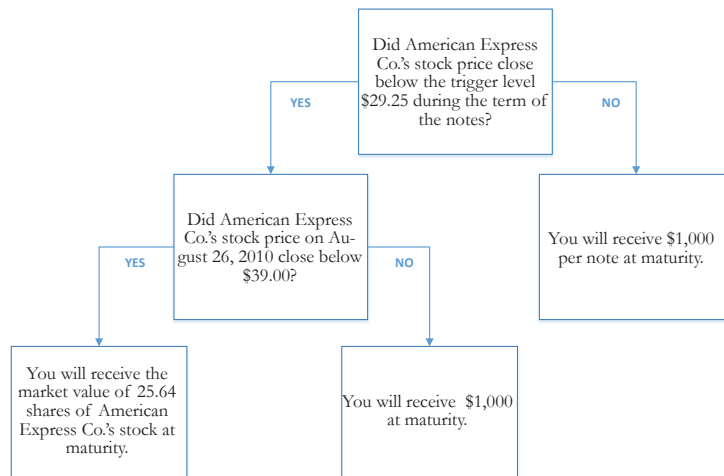 Did American Express
Co.'s stock price close
below the trigger level
$29.25 during the term of
the notes?
YES
NO
Did American Express
Co.'s stock price on Au-
gust 26, 2010 close below
$39.00?
You will receive $1,000
per note at maturity.
YES
NO
You will receive the
market value of 25.64
shares of American
Express Co.'s stock at
maturity.
You will receive $1,000
at maturity.